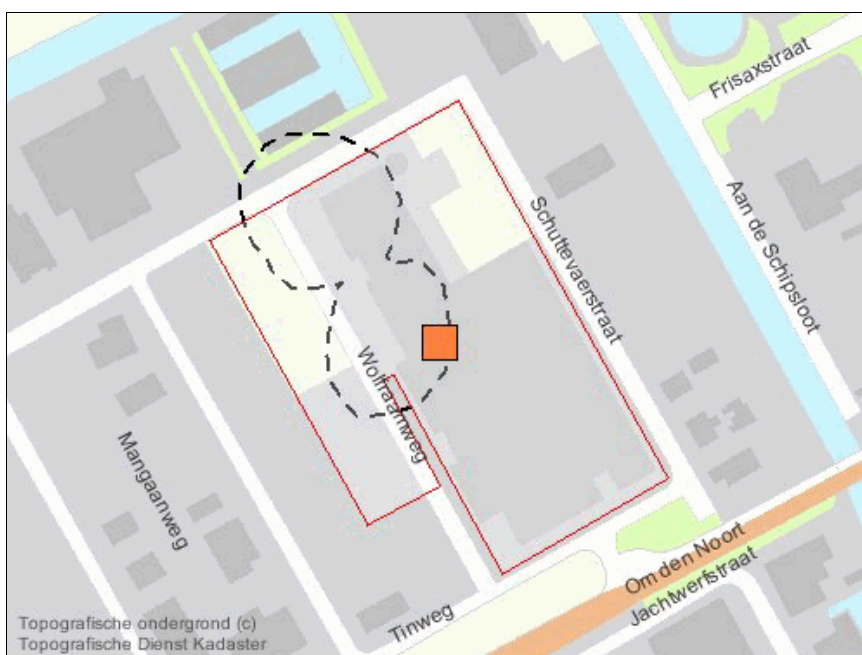 Frisaxstraat
Aan de Schipsloot
Schuttevaerstraat
Wolfraamweg
Mangaanweg
Om den Noort
Jachtwerfstraat
Tinweg
Topografische ondergrond (c)
Topografische Dienst Kadaster